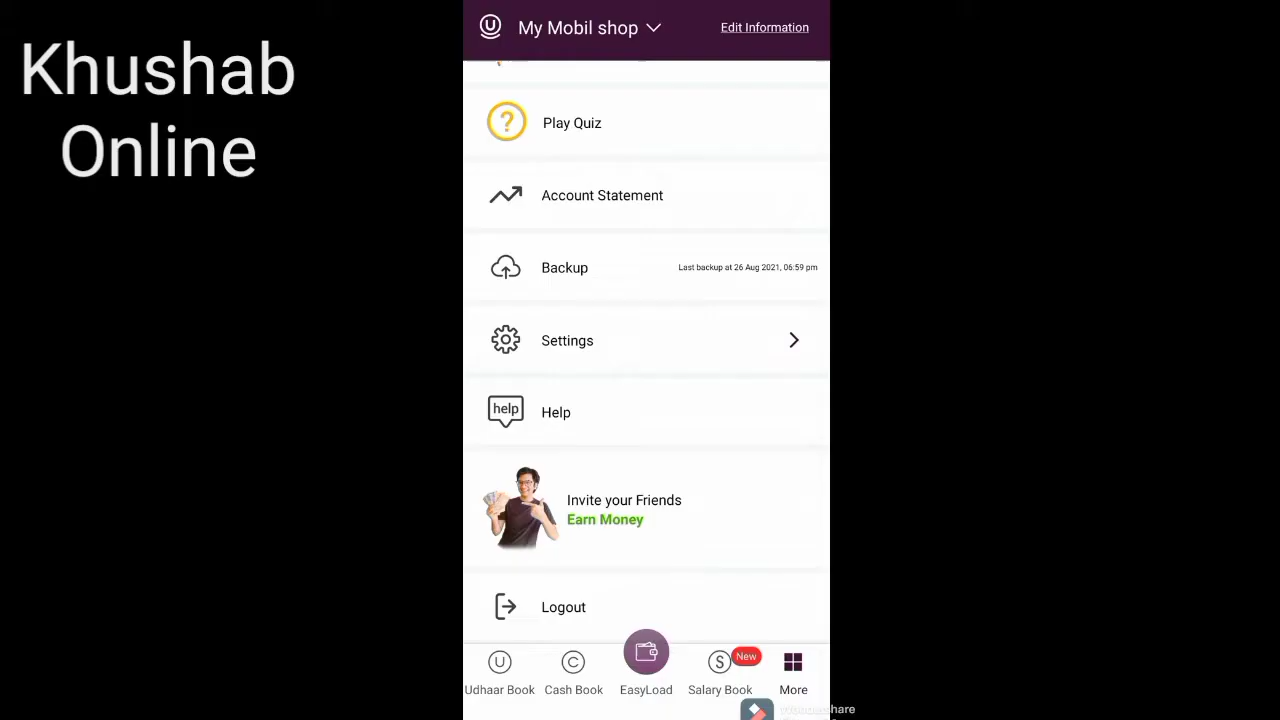 Khushab
Online
U My Mobil shop Edit Information
? Play Quiz
Account Statement
Backup Last backup at 26 Aug 2021, 06:59 pm
Settings
help Help
Invite your Friends
Earn Money
Logout
U C S New
Udhaar Book Cash Book EasyLoad Salary Book More